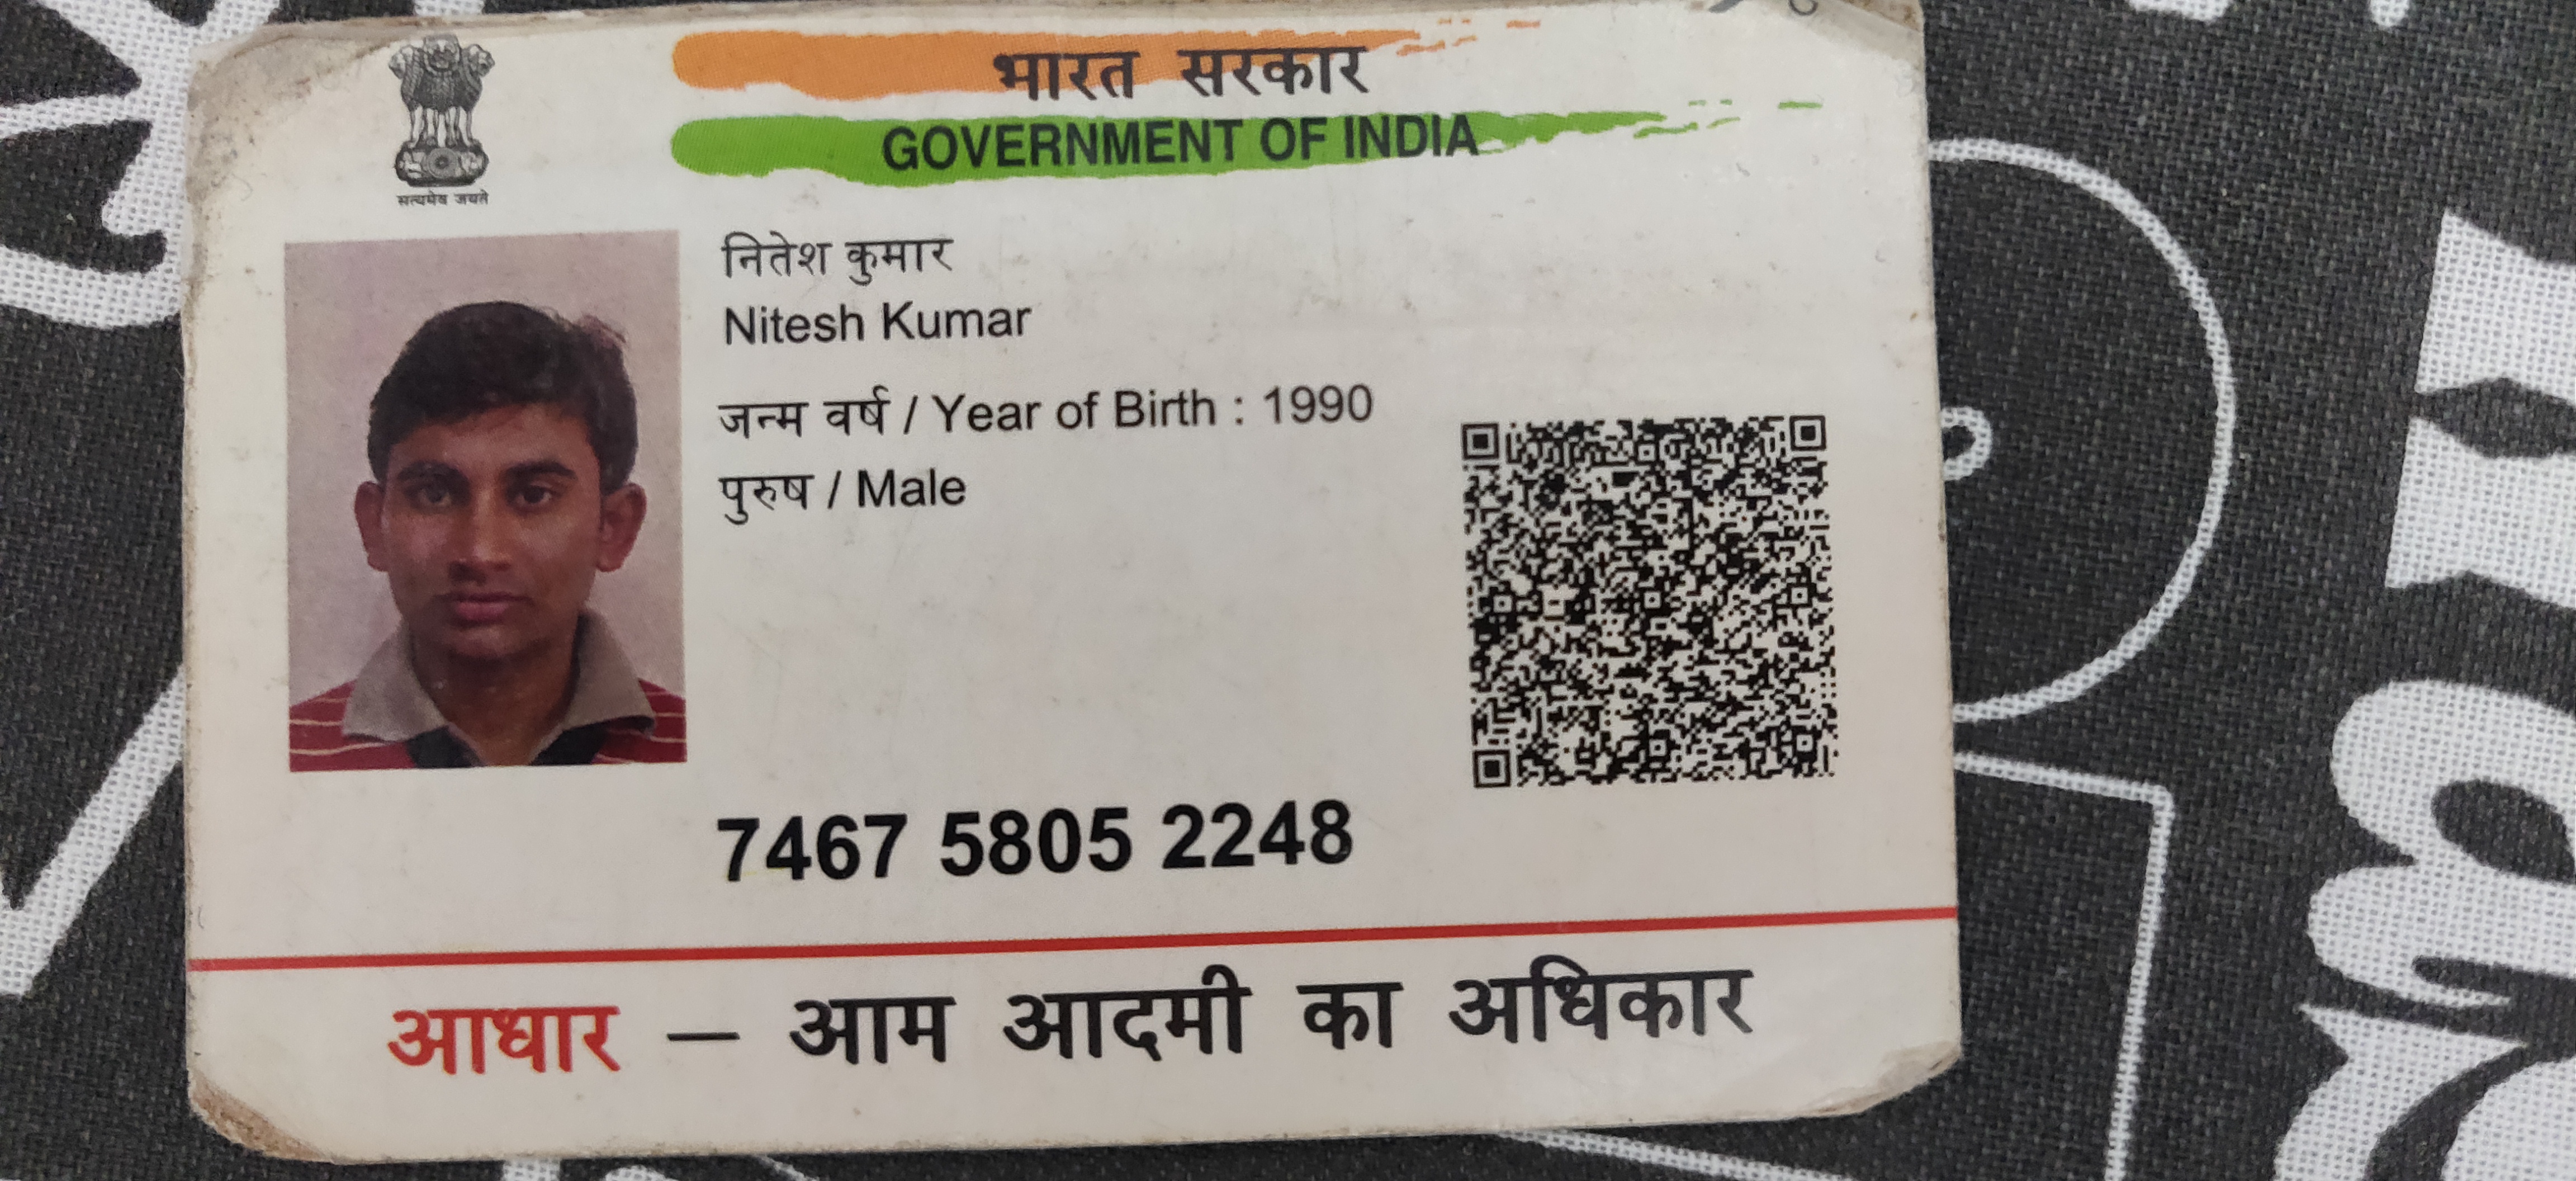 भारत सरकार
GOVERNMENT OF INDIA
सत्यमेव जयते
नितेश कुमार
Nitesh Kumar
जन्म वर्ष / Year of Birth : 1990
पुरुष / Male
7467 5805 2248
आधार – आम आदमी का अधिकार